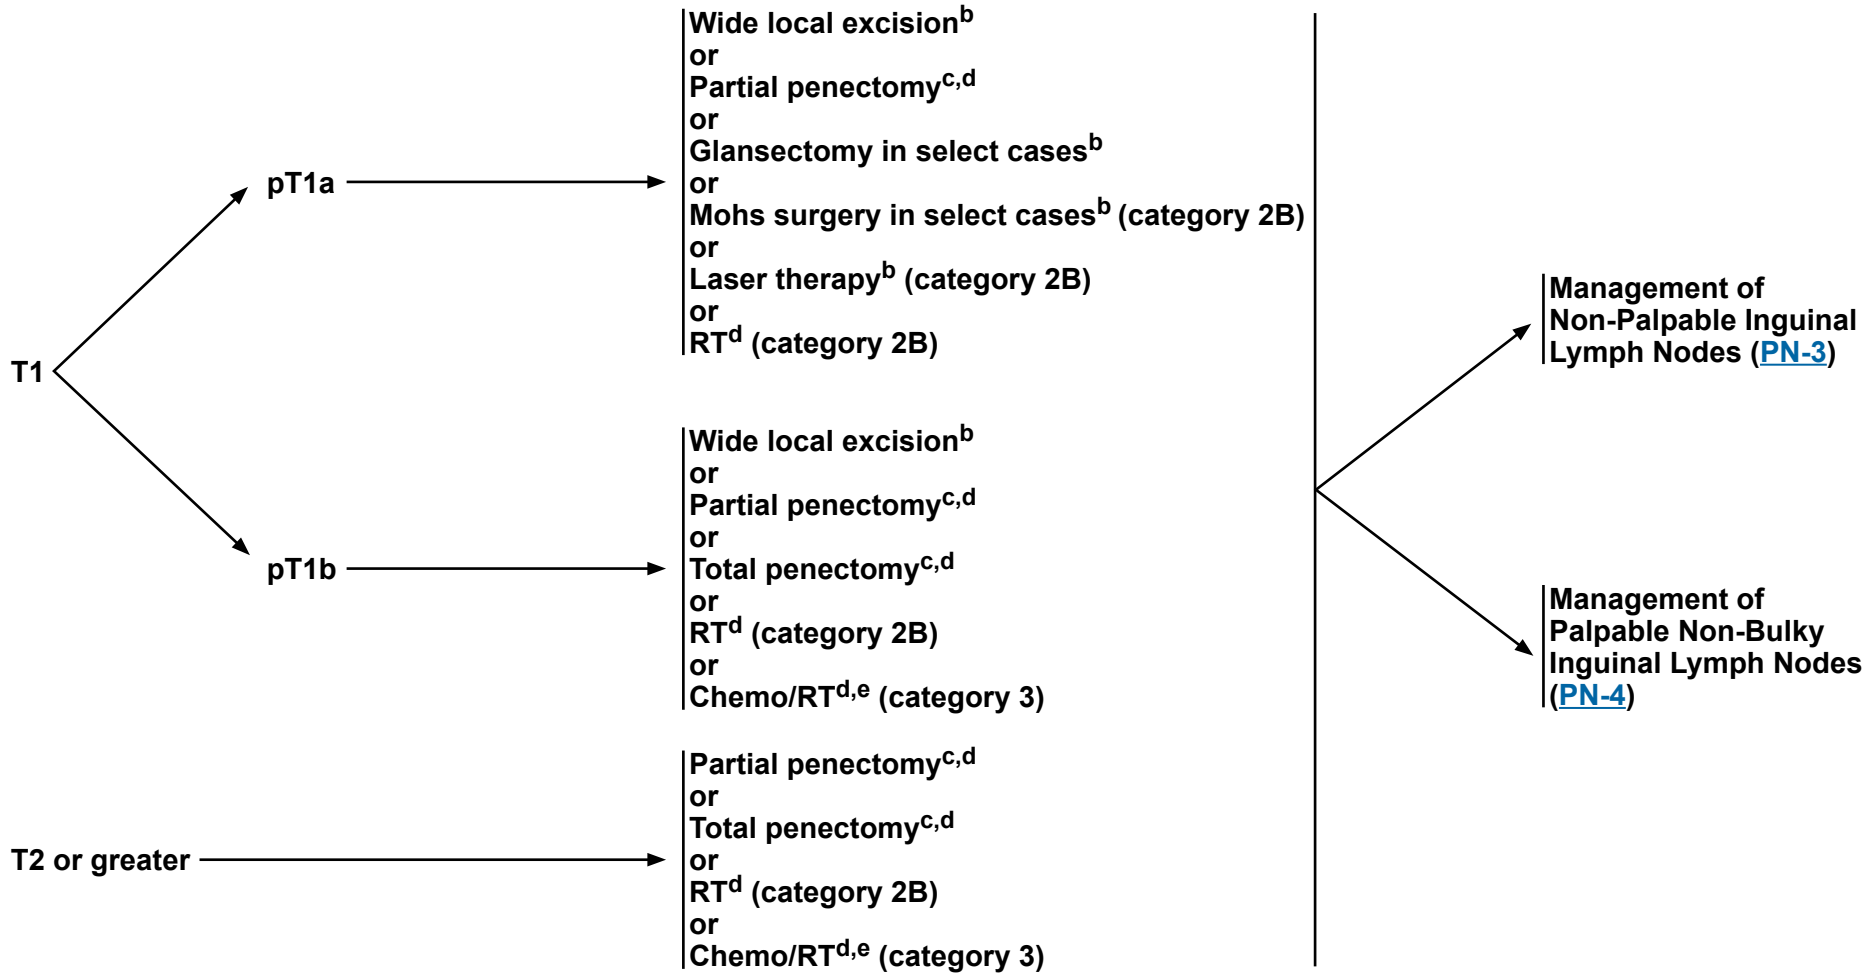 T1
pT1a
Wide local excisionᵇ
or
Partial penectomyᶜ,ᵈ
or
Glansectomy in select casesᵇ
or
Mohs surgery in select casesᵇ (category 2B)
or
Laser therapyᵇ (category 2B)
or
RTᵈ (category 2B)
pT1b
Wide local excisionᵇ
or
Partial penectomyᶜ,ᵈ
or
Total penectomyᶜ,ᵈ
or
RTᵈ (category 2B)
or
Chemo/RTᵈ,ᵉ (category 3)
T2 or greater
Partial penectomyᶜ,ᵈ
or
Total penectomyᶜ,ᵈ
or
RTᵈ (category 2B)
or
Chemo/RTᵈ,ᵉ (category 3)
Management of
Non-Palpable Inguinal
Lymph Nodes (PN-3)
Management of
Palpable Non-Bulky
Inguinal Lymph Nodes
(PN-4)